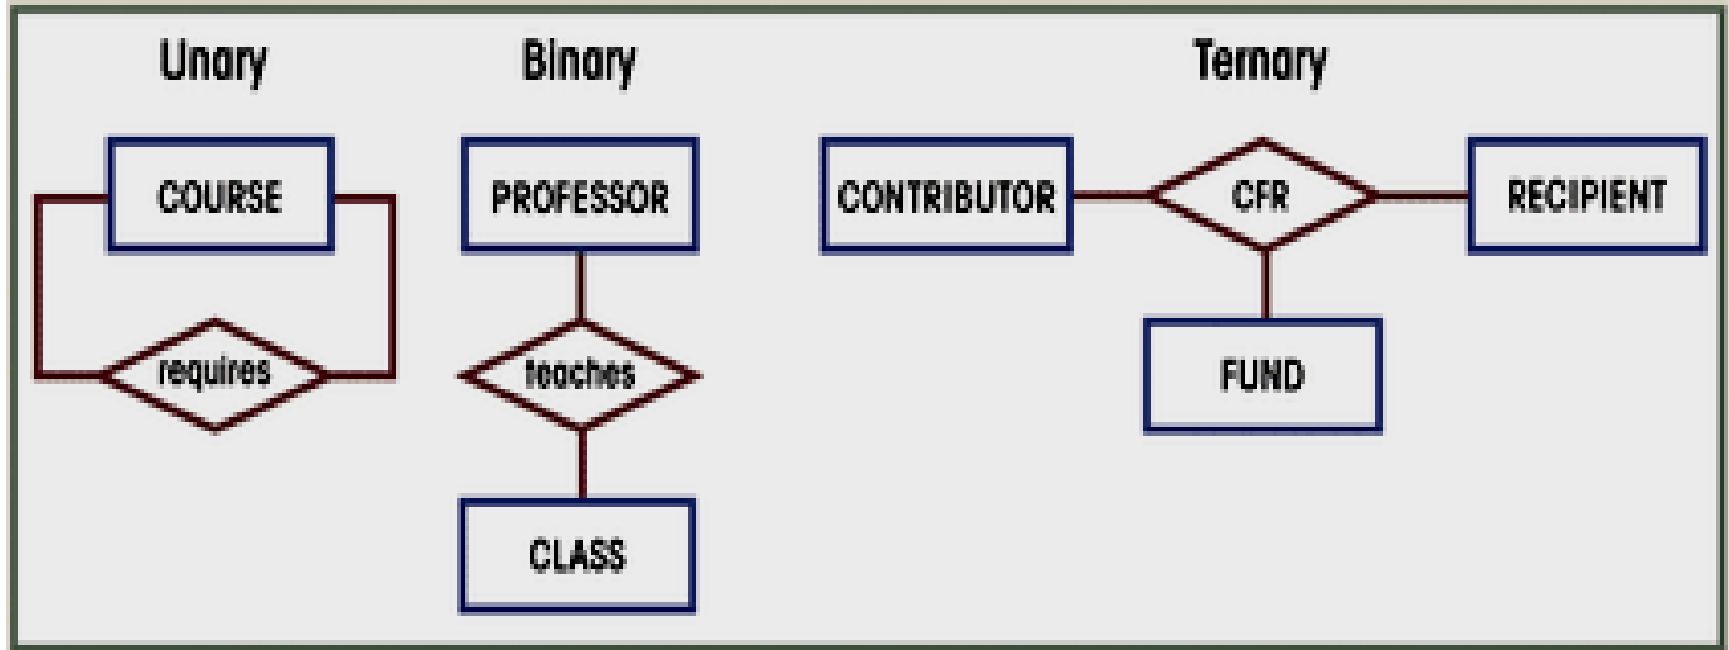 Unary
Binary
Ternary
COURSE
PROFESSOR
CONTRIBUTOR
CFR
RECIPIENT
requires
teaches
FUND
CLASS